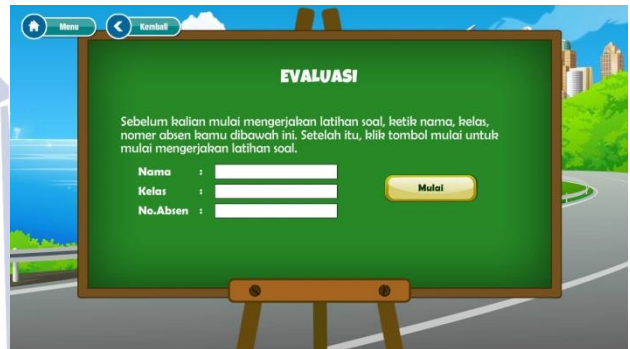 Menu
Kembali
EVALUASI
Sebelum kalian mulai mengerjakan latihan soal, ketik nama, kelas,
nomer absen kamu dibawah ini. Setelah itu, klik tombol mulai untuk
mulai mengerjakan latihan soal.
Nama :
Kelas :
Mulai
No.Absen :